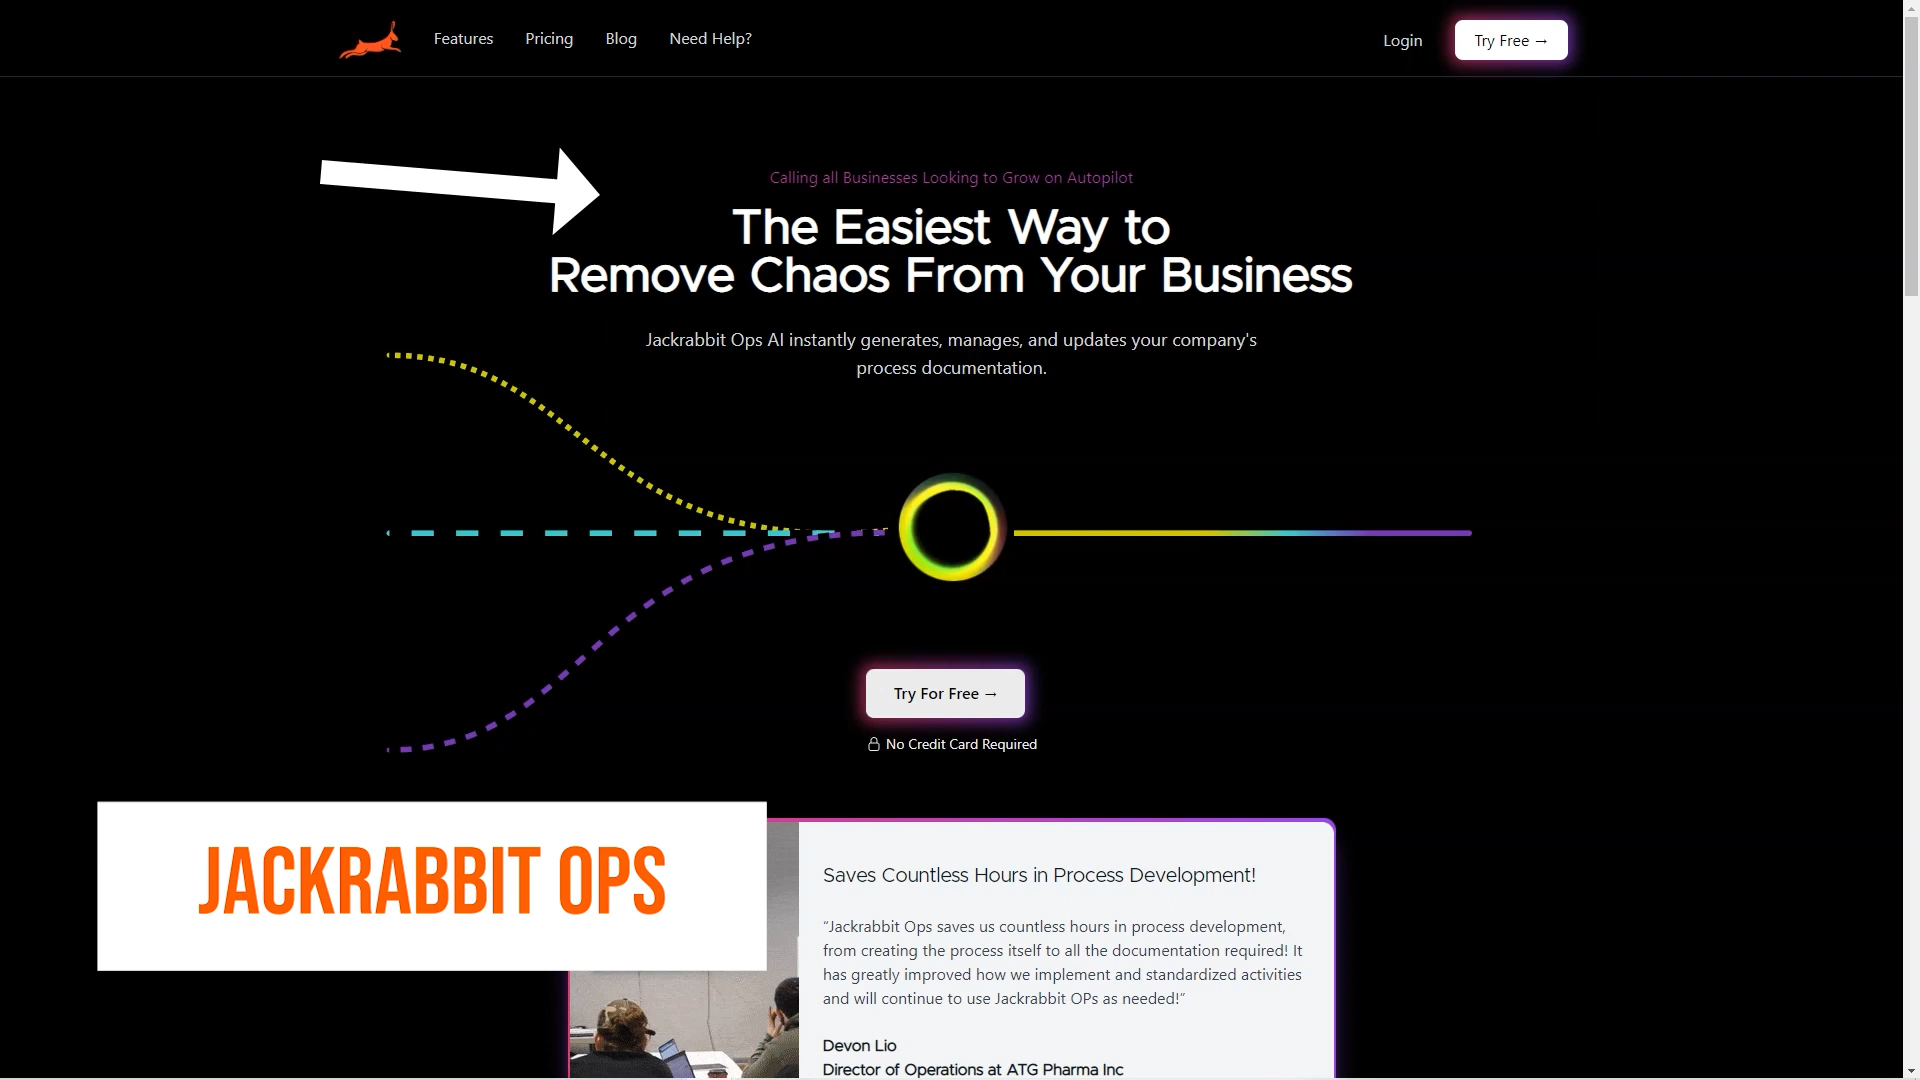 Features
Pricing
Blog
Need Help?
Login
Try Free →
Calling all Businesses Looking to Grow on Autopilot
The Easiest Way to
Remove Chaos From Your Business
Jackrabbit Ops AI instantly generates, manages, and updates your company's
process documentation.
Try For Free →
No Credit Card Required
JACKRABBIT OPS
Saves Countless Hours in Process Development!
“Jackrabbit Ops saves us countless hours in process development,
from creating the process itself to all the documentation required! It
has greatly improved how we implement and standardized activities
and will continue to use Jackrabbit OPs as needed!”
Devon Lio
Director of Operations at ATG Pharma Inc